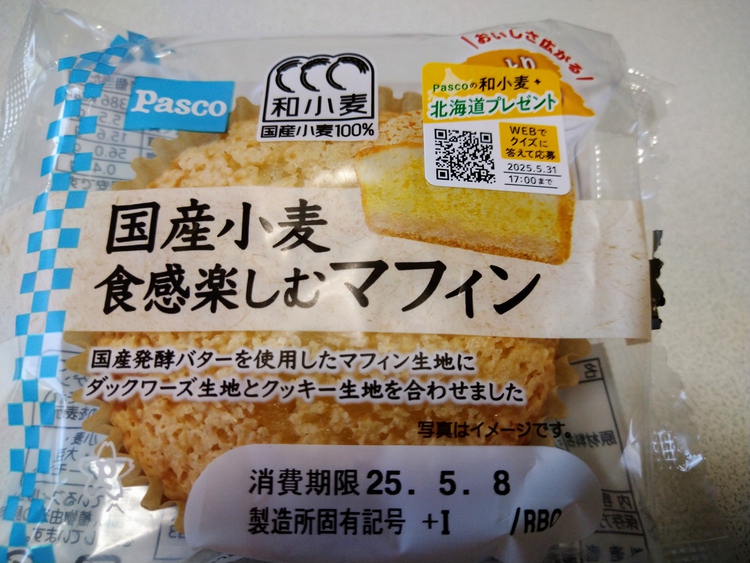 おいしさ広がる
Pasco
和小麦
国産小麦100%
Pascoの和小麦
北海道プレゼント
WEBで
クイズに
答えて応募
2025.5.31
17:00まで
国産小麦
食感楽しむマフィン
国産発酵バターを使用したマフィン生地に
ダックワーズ生地とクッキー生地を合わせました
写真はイメージです。
消費期限 25. 5. 8
製造所固有記号 +I /RBO